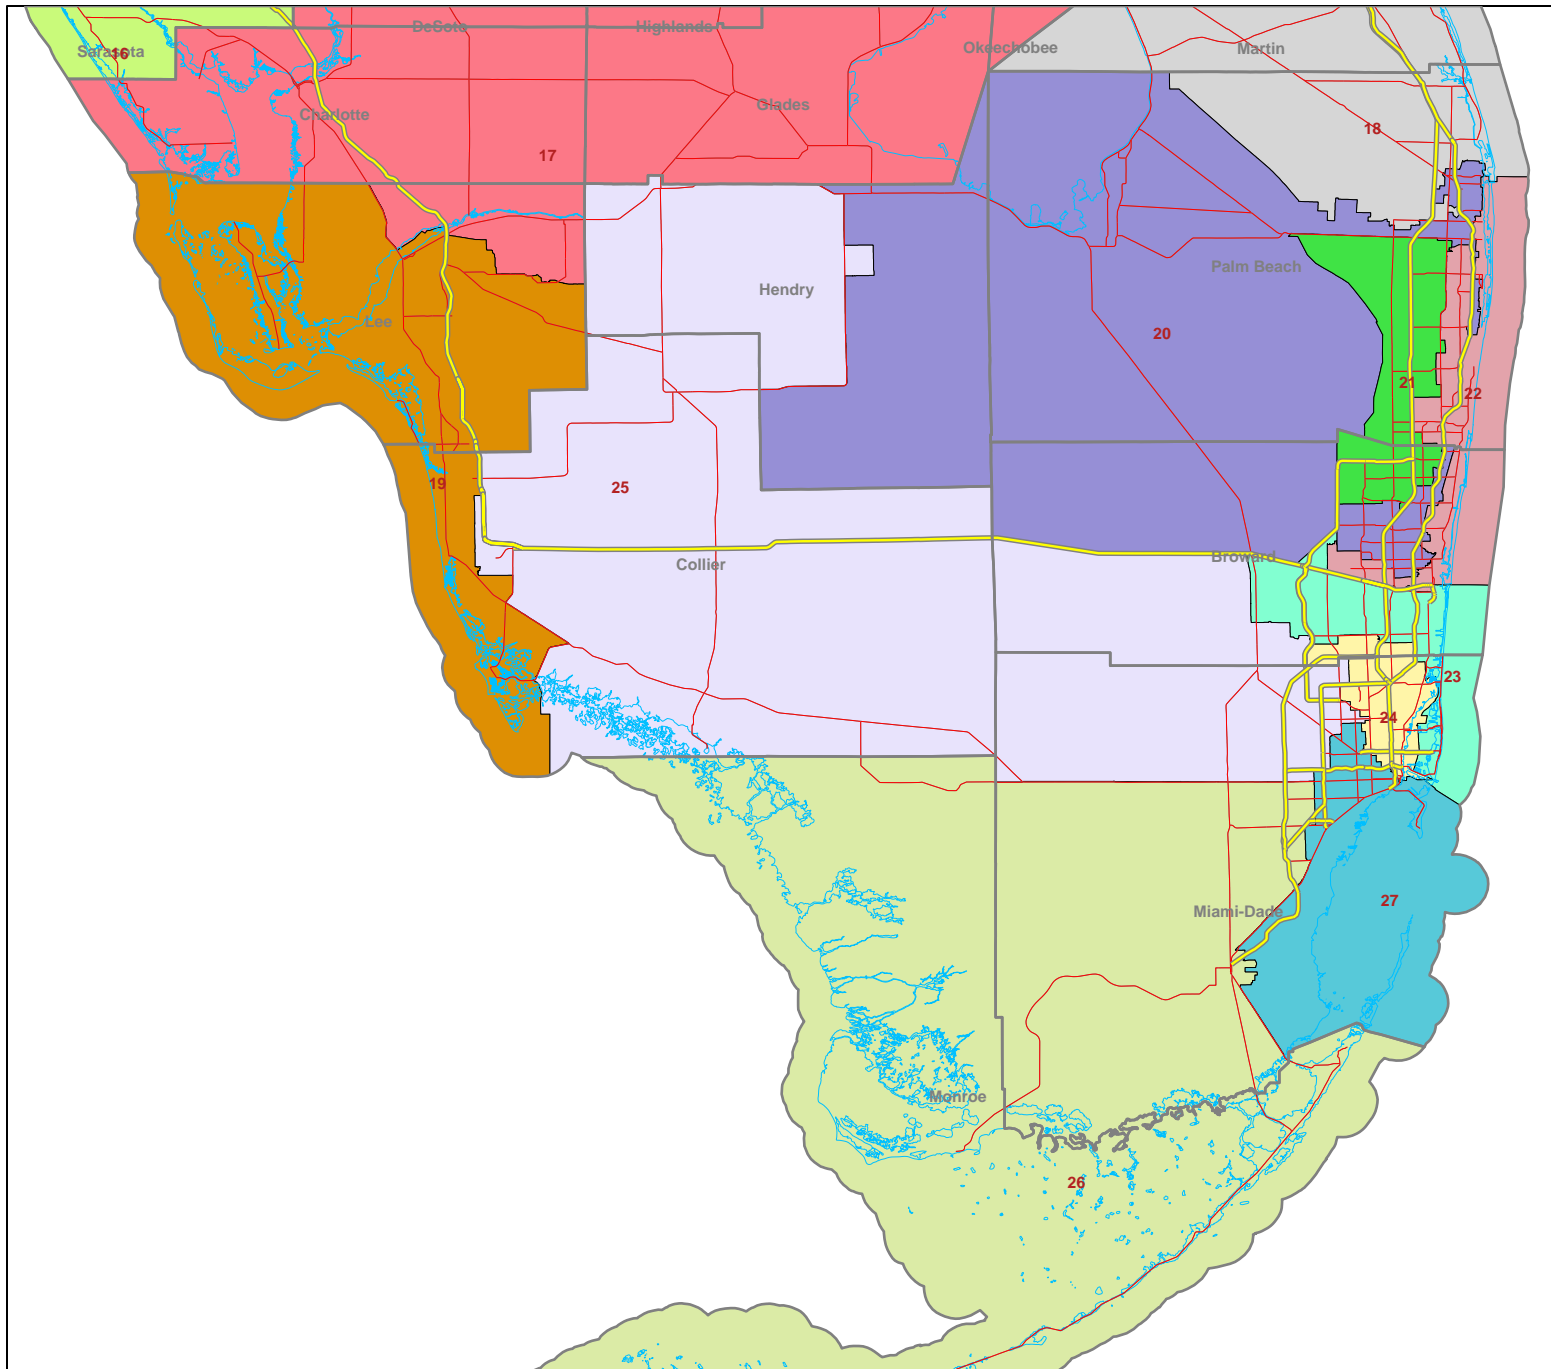 DeSoto
Highlands
Okeechobee
Martin
Sarasota
16
Glades
Charlotte
18
17
Palm Beach
Hendry
Lee
20
21
22
19
25
Broward
Collier
23
24
27
Miami-Dade
Monroe
26